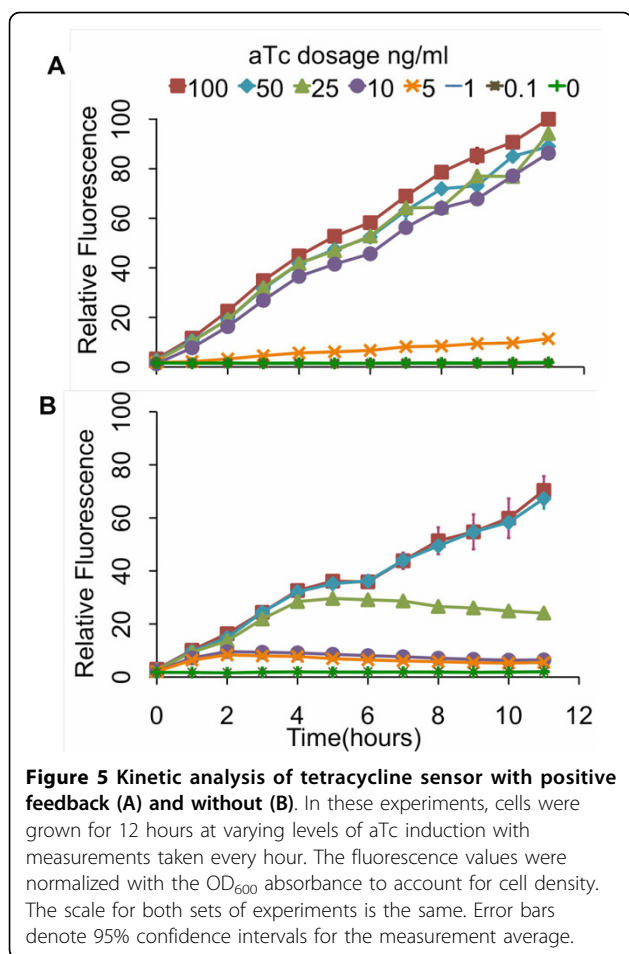 A
aTc dosage ng/ml
100 50 25 10 5 1 0.1 0
Relative Fluorescence
100
80
60
40
20
0
B
Relative Fluorescence
100
80
60
40
20
0
0 2 4 6 8 10 12
Time(hours)
Figure 5 Kinetic analysis of tetracycline sensor with positive
feedback (A) and without (B). In these experiments, cells were
grown for 12 hours at varying levels of aTc induction with
measurements taken every hour. The fluorescence values were
normalized with the OD600 absorbance to account for cell density.
The scale for both sets of experiments is the same. Error bars
denote 95% confidence intervals for the measurement average.